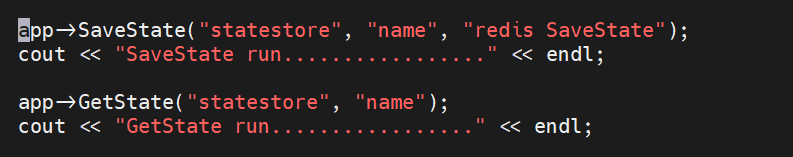 app->SaveState("statestore", "name", "redis SaveState");
cout << "SaveState run................." << endl;
app->GetState("statestore", "name");
cout << "GetState run................." << endl;